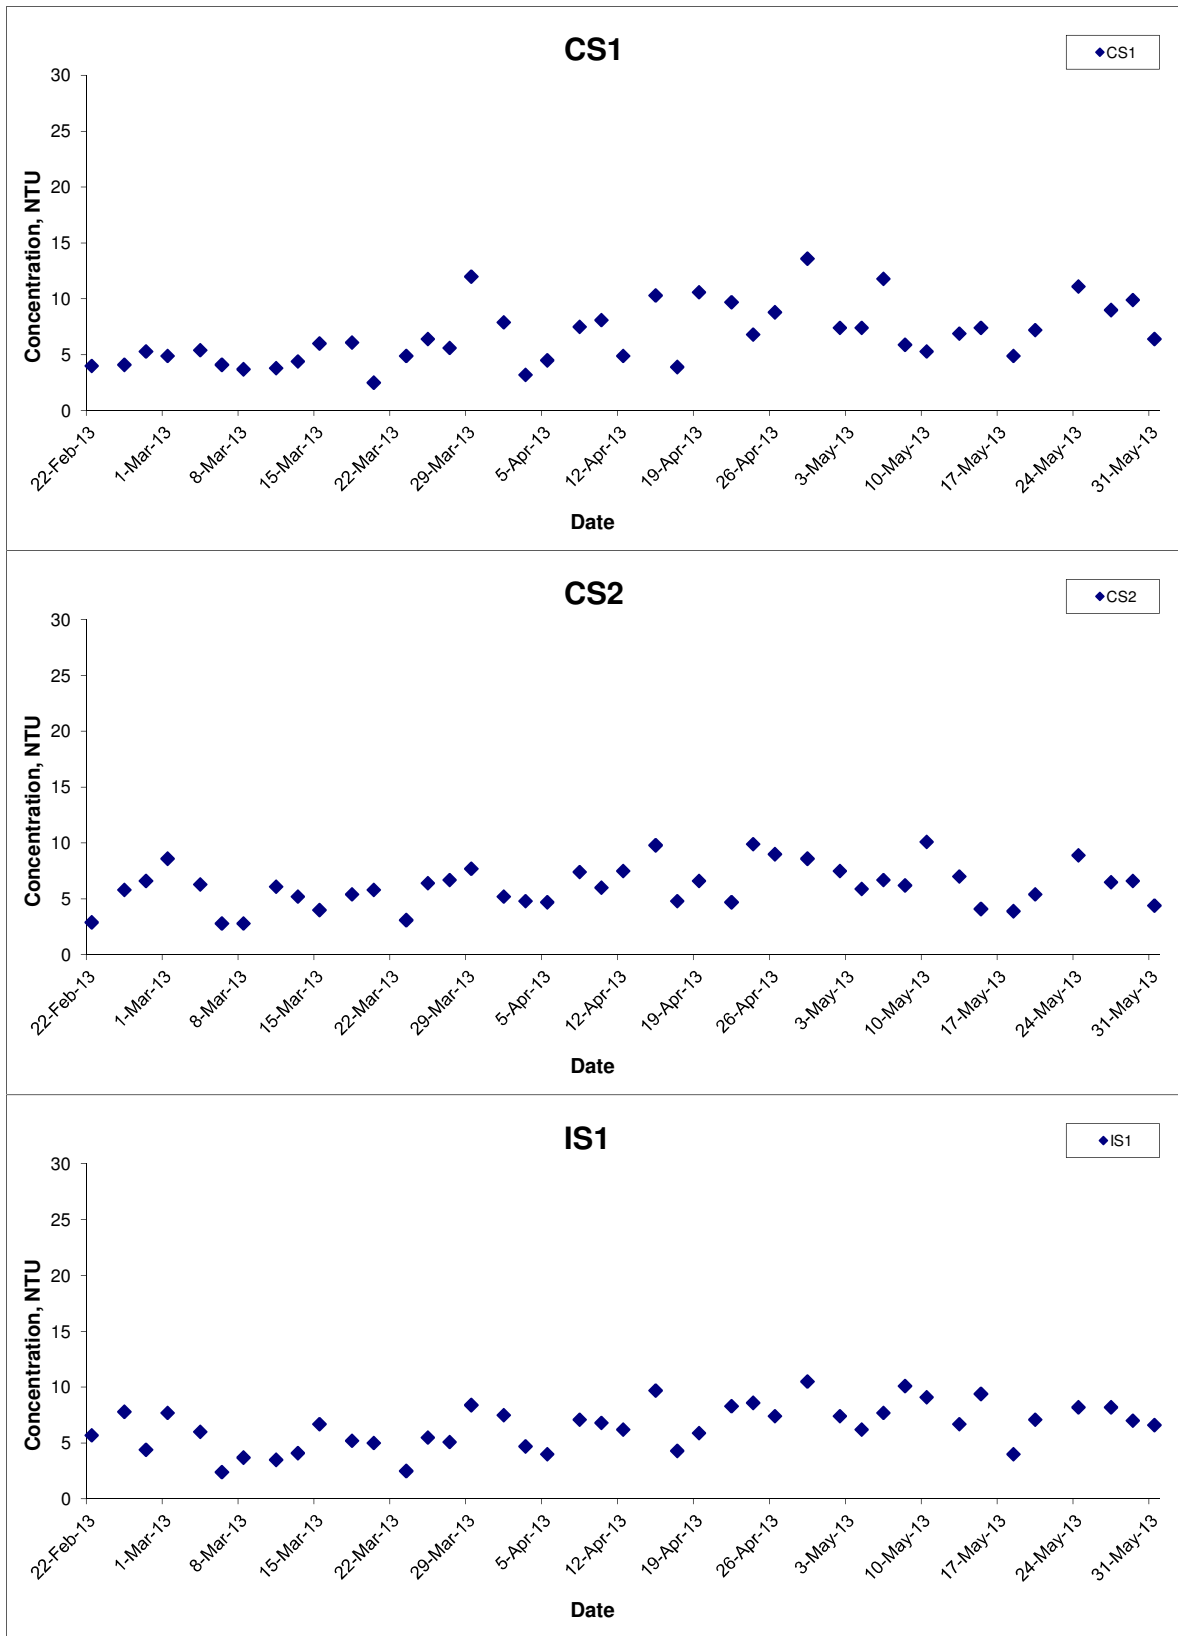 CS1
CS1
30
25
20
15
10
5
0
Concentration, NTU
22-Feb-13
1-Mar-13
8-Mar-13
15-Mar-13
22-Mar-13
29-Mar-13
5-Apr-13
12-Apr-13
19-Apr-13
26-Apr-13
3-May-13
10-May-13
17-May-13
24-May-13
31-May-13
Date
CS2
CS2
30
25
20
15
10
5
0
Concentration, NTU
22-Feb-13
1-Mar-13
8-Mar-13
15-Mar-13
22-Mar-13
29-Mar-13
5-Apr-13
12-Apr-13
19-Apr-13
26-Apr-13
3-May-13
10-May-13
17-May-13
24-May-13
31-May-13
Date
IS1
IS1
30
25
20
15
10
5
0
Concentration, NTU
22-Feb-13
1-Mar-13
8-Mar-13
15-Mar-13
22-Mar-13
29-Mar-13
5-Apr-13
12-Apr-13
19-Apr-13
26-Apr-13
3-May-13
10-May-13
17-May-13
24-May-13
31-May-13
Date